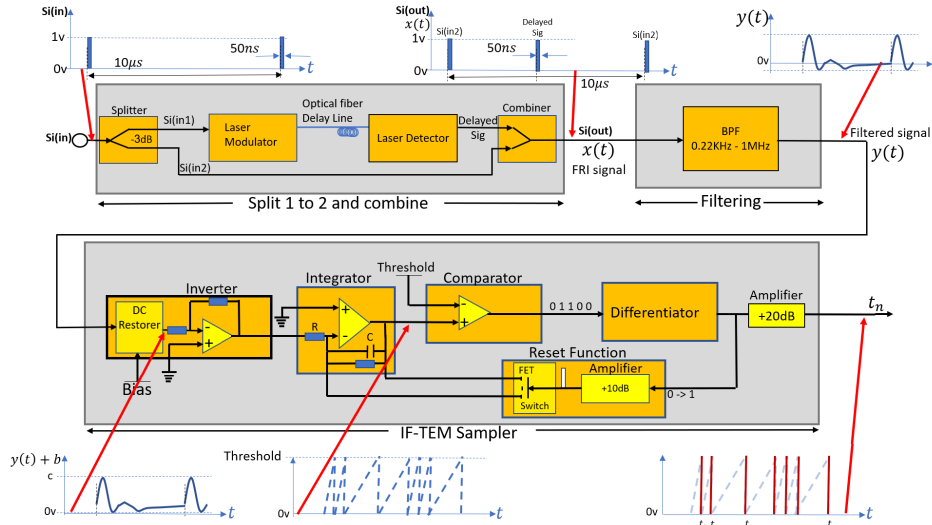 Si(in)
1v
50ns
0v
10μs
t
Si(out)
x(t)
Si(in2)
Delayed
Sig
Si(in2)
1v
50ns
0v
10μs
t
y(t)
0v
t
Splitter
-3dB
Si(in)
Si(in1)
Si(in2)
Laser
Modulator
Optical fiber
Delay Line
Laser Detector
Delayed
Sig
Combiner
Si(out)
x(t)
FRI signal
BPF
0.22KHz - 1MHz
Filtered signal
y(t)
Split 1 to 2 and combine
Filtering
DC
Restorer
Inverter
Bias
Integrator
R
C
Threshold
Comparator
0 1 1 0 0
Differentiator
Amplifier
+20dB
tn
Reset Function
FET
Switch
Amplifier
+10dB
0 -> 1
IF-TEM Sampler
y(t) + b
c
0v
t
Threshold
0v
t
0v
t
t
t
t
t